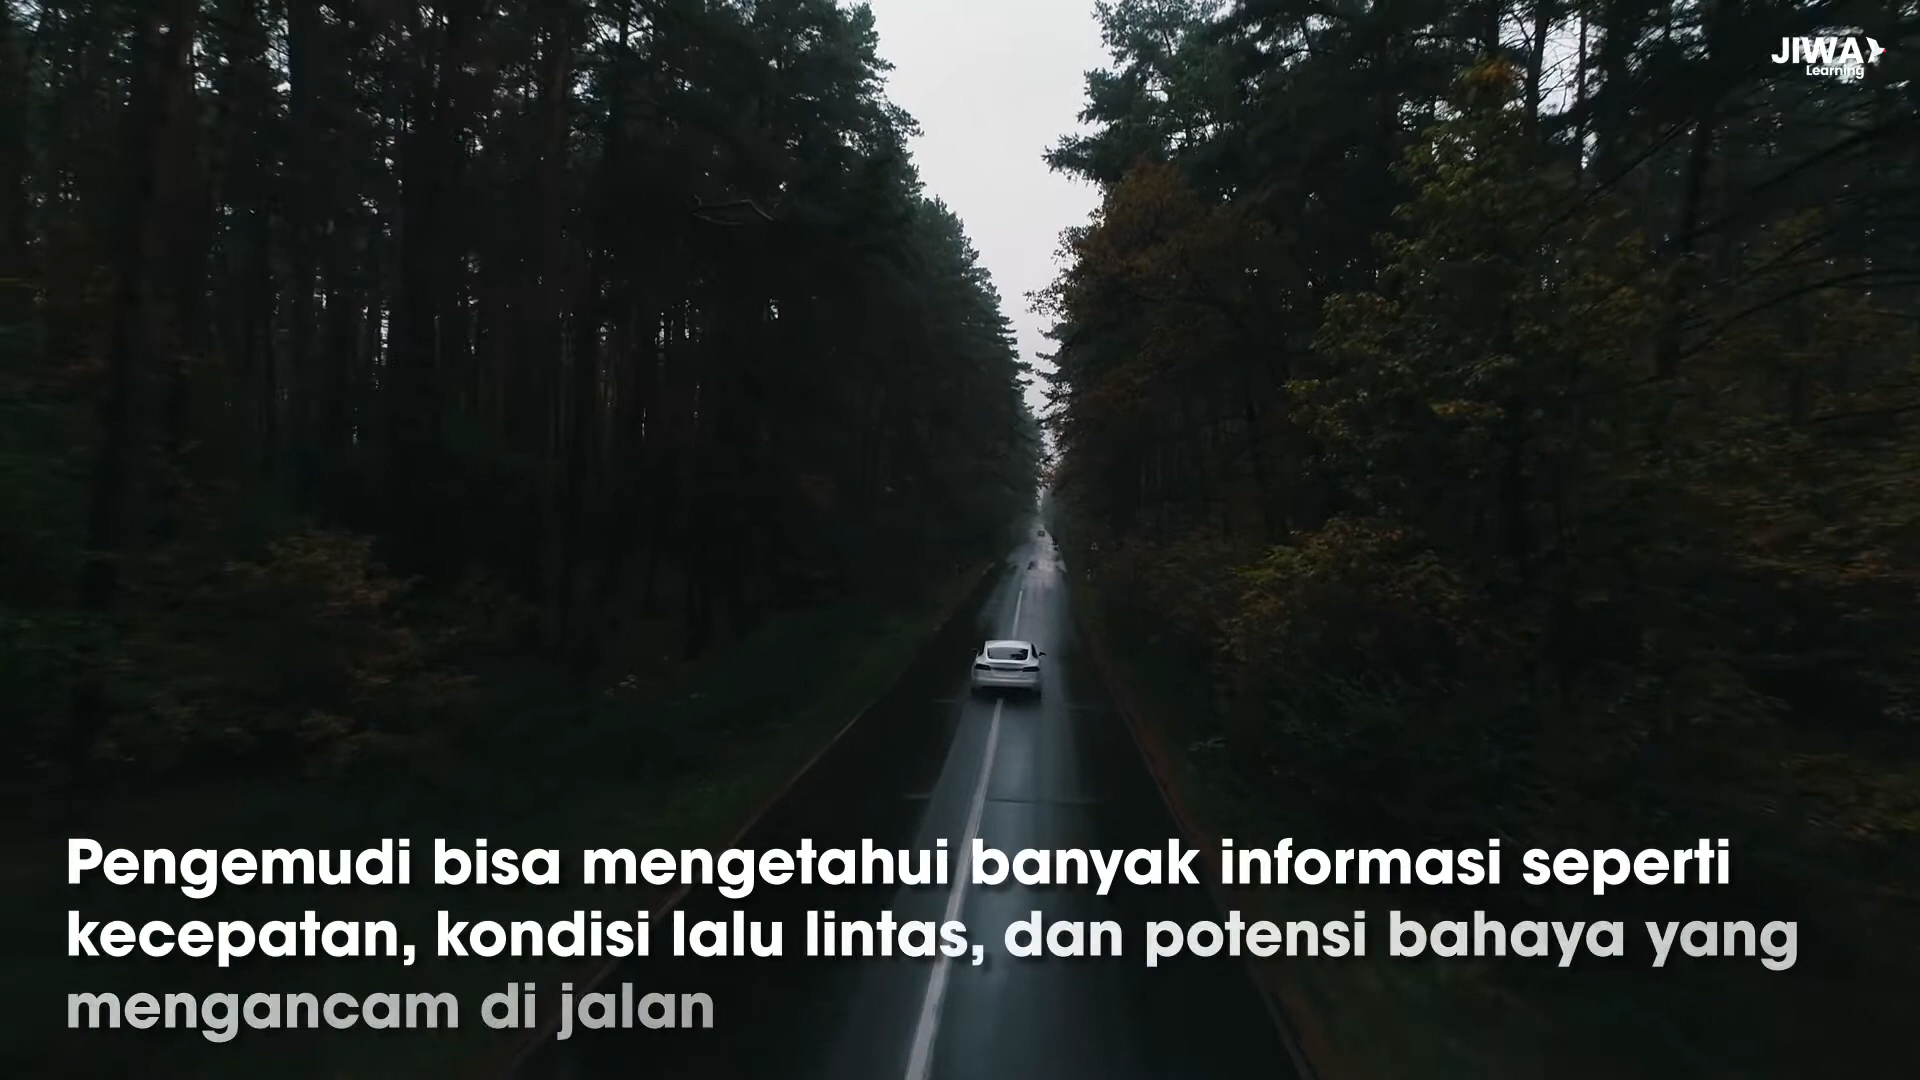 JIWA
Learning
Pengemudi bisa mengetahui banyak informasi seperti
kecepatan, kondisi lalu lintas, dan potensi bahaya yang
mengancam di jalan